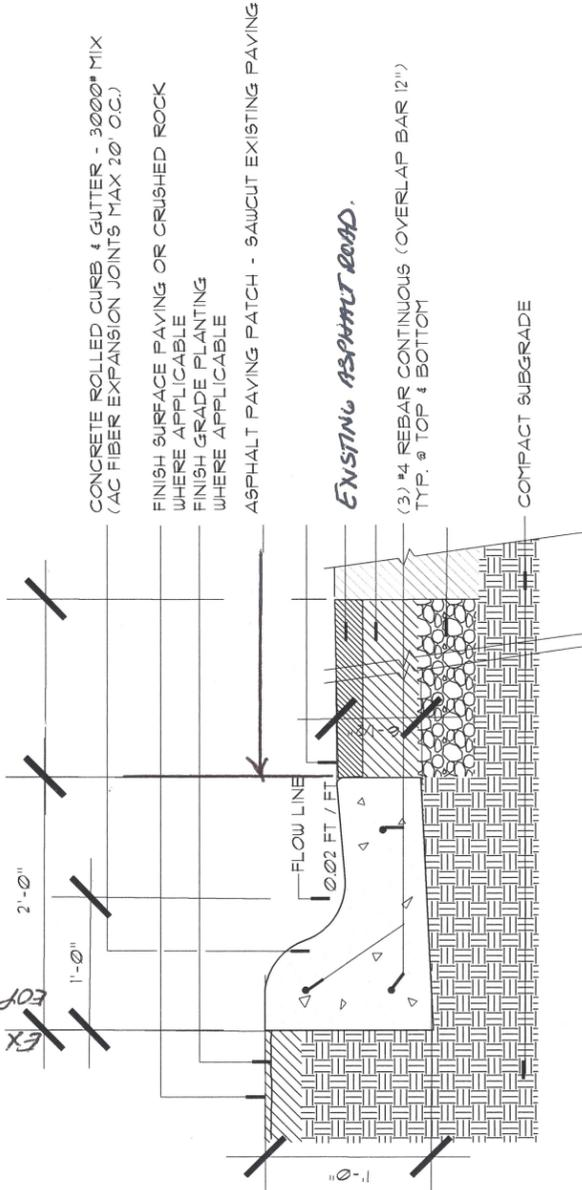 CONCRETE ROLLED CURB & GUTTER - 3000# MIX
(AC FIBER EXPANSION JOINTS MAX 20' O.C.)
FINISH SURFACE PAVING OR CRUSHED ROCK
WHERE APPLICABLE
FINISH GRADE PLANTING
WHERE APPLICABLE
ASPHALT PAVING PATCH - SAWCUT EXISTING PAVING
EXISTING ASPHALT ROAD.
(3) #4 REBAR CONTINUOUS (OVERLAP BAR 12")
TYP. @ TOP & BOTTOM
COMPACT SUBGRADE
2'-0"
1'-0"
EX
EOP
FLOW LINE
0.02 FT / FT
1'-0"